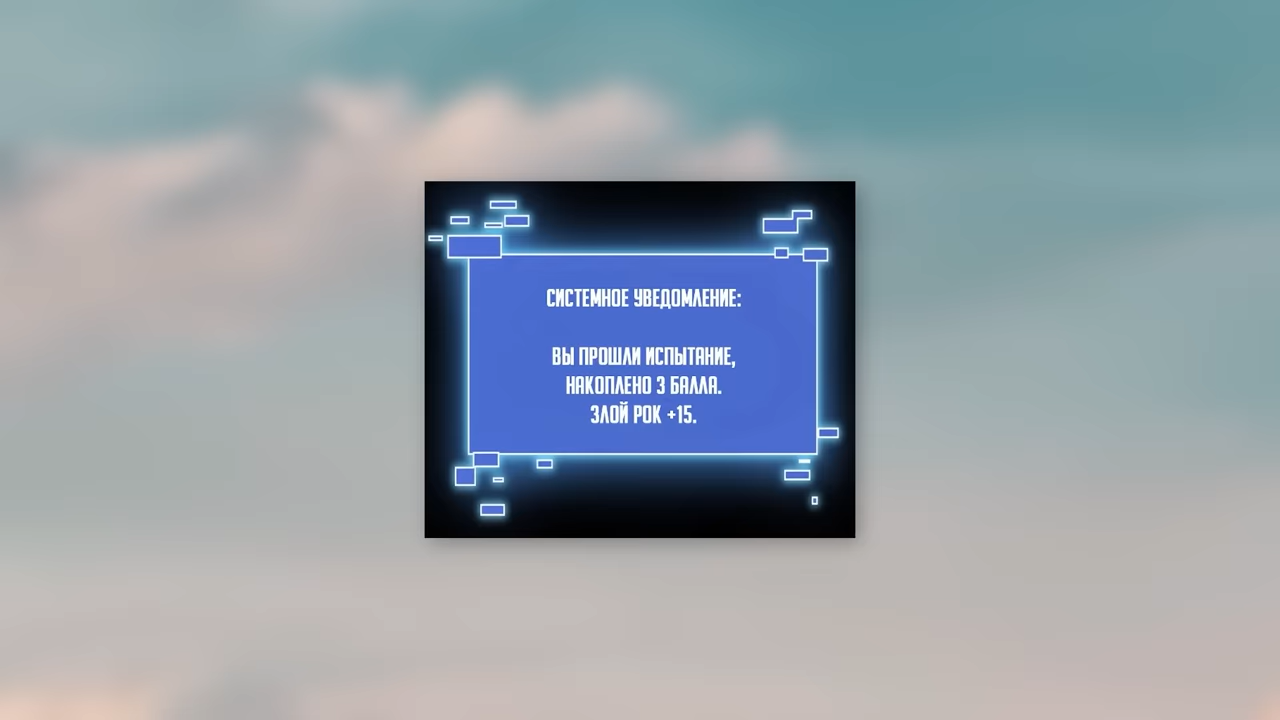 СИСТЕМНОЕ УВЕДОМЛЕНИЕ:
ВЫ ПРОШЛИ ИСПЫТАНИЕ,
НАКОПЛЕНО 3 БАЛЛА.
ЗЛОЙ РОК +15.